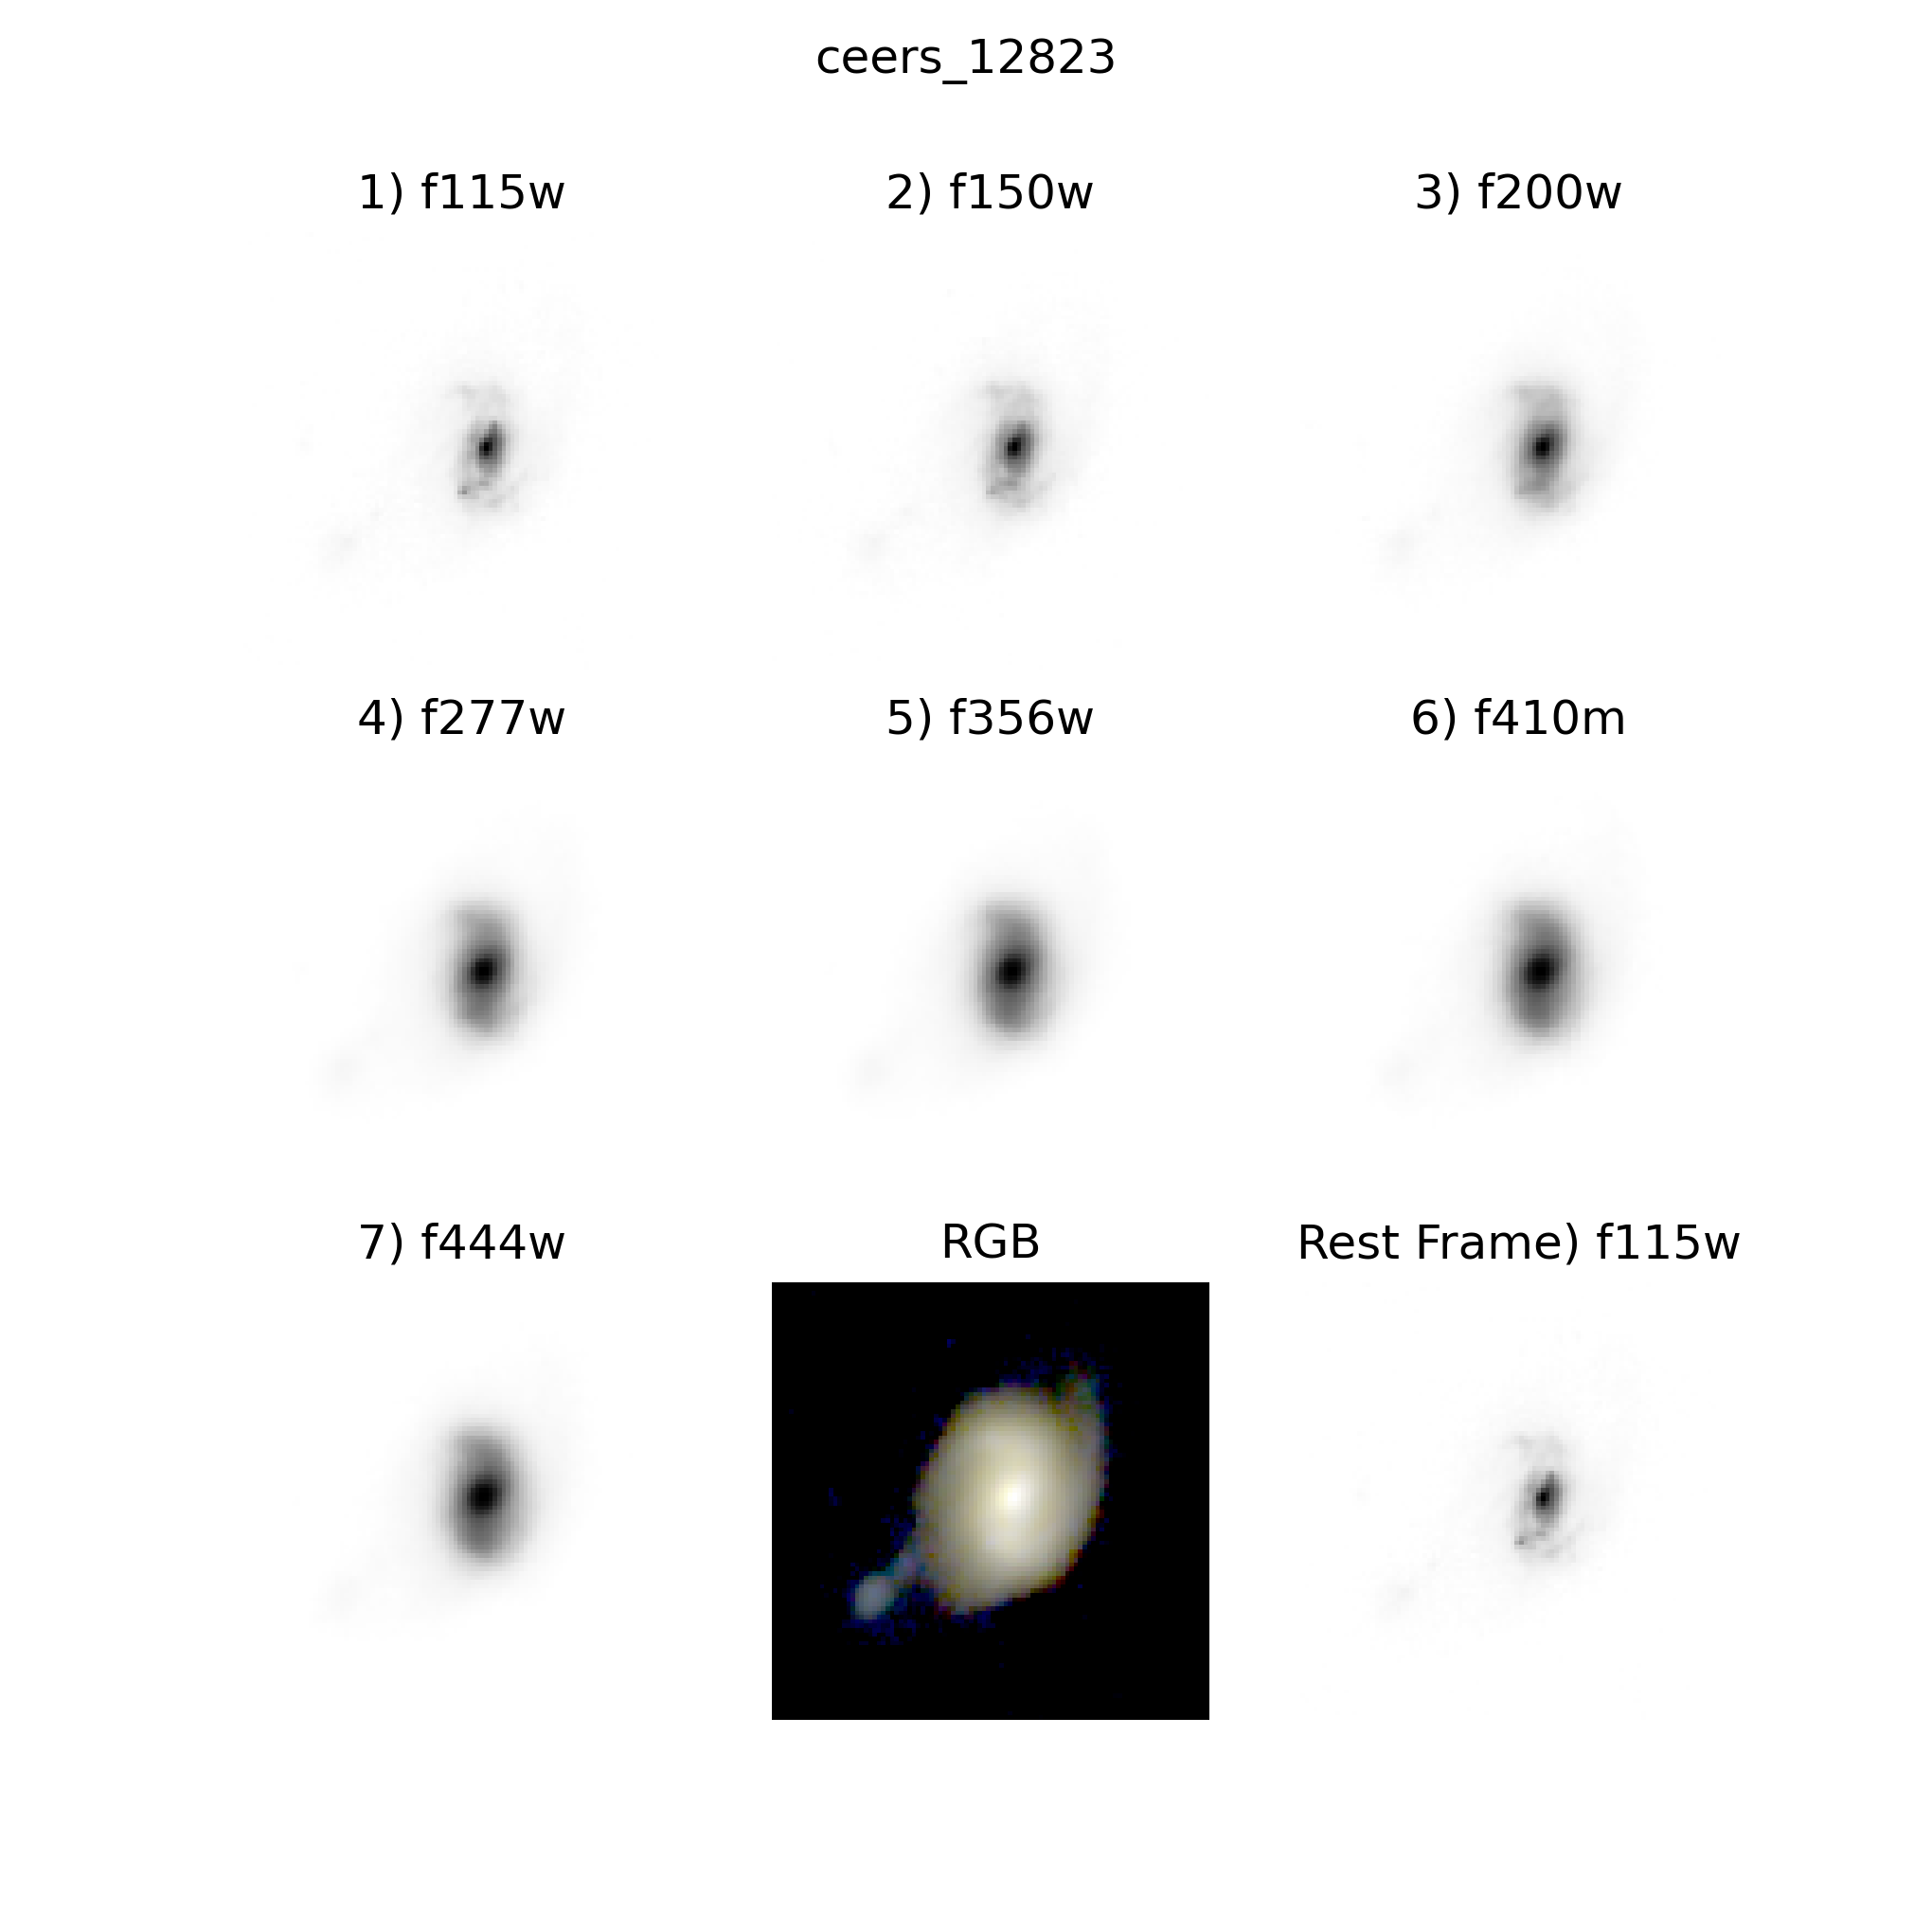 ceers_12823
1) f115w
2) f150w
3) f200w
4) f277w
5) f356w
6) f410m
7) f444w
RGB
Rest Frame) f115w